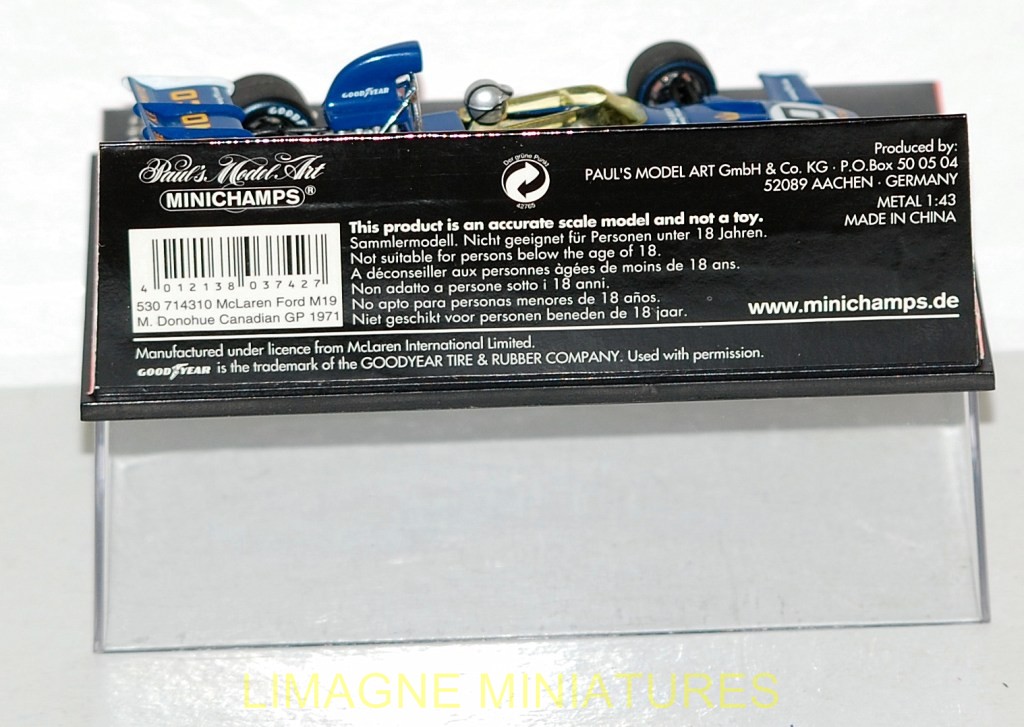 GOODYEAR
GOODYEAR
Paul's Model Art
MINICHAMPS®
Der grüne Punkt
42765
Produced by:
PAUL'S MODEL ART GmbH & Co. KG · P.O.Box 50 05 04
52089 AACHEN · GERMANY
METAL 1:43
MADE IN CHINA
4 012138 037427
530 714310 McLaren Ford M19
M. Donohue Canadian GP 1971
This product is an accurate scale model and not a toy.
Sammlermodell. Nicht geeignet für Personen unter 18 Jahren.
Not suitable for persons below the age of 18.
A déconseiller aux personnes àgées de moins de 18 ans.
Non adatto a persone sotto i 18 anni.
No apto para personas menores de 18 años.
Niet geschikt voor personen beneden de 18 jaar.
www.minichamps.de
Manufactured under licence from McLaren International Limited.
GOODYEAR is the trademark of the GOODYEAR TIRE & RUBBER COMPANY. Used with permission.
LIMAGNE MINIATURES